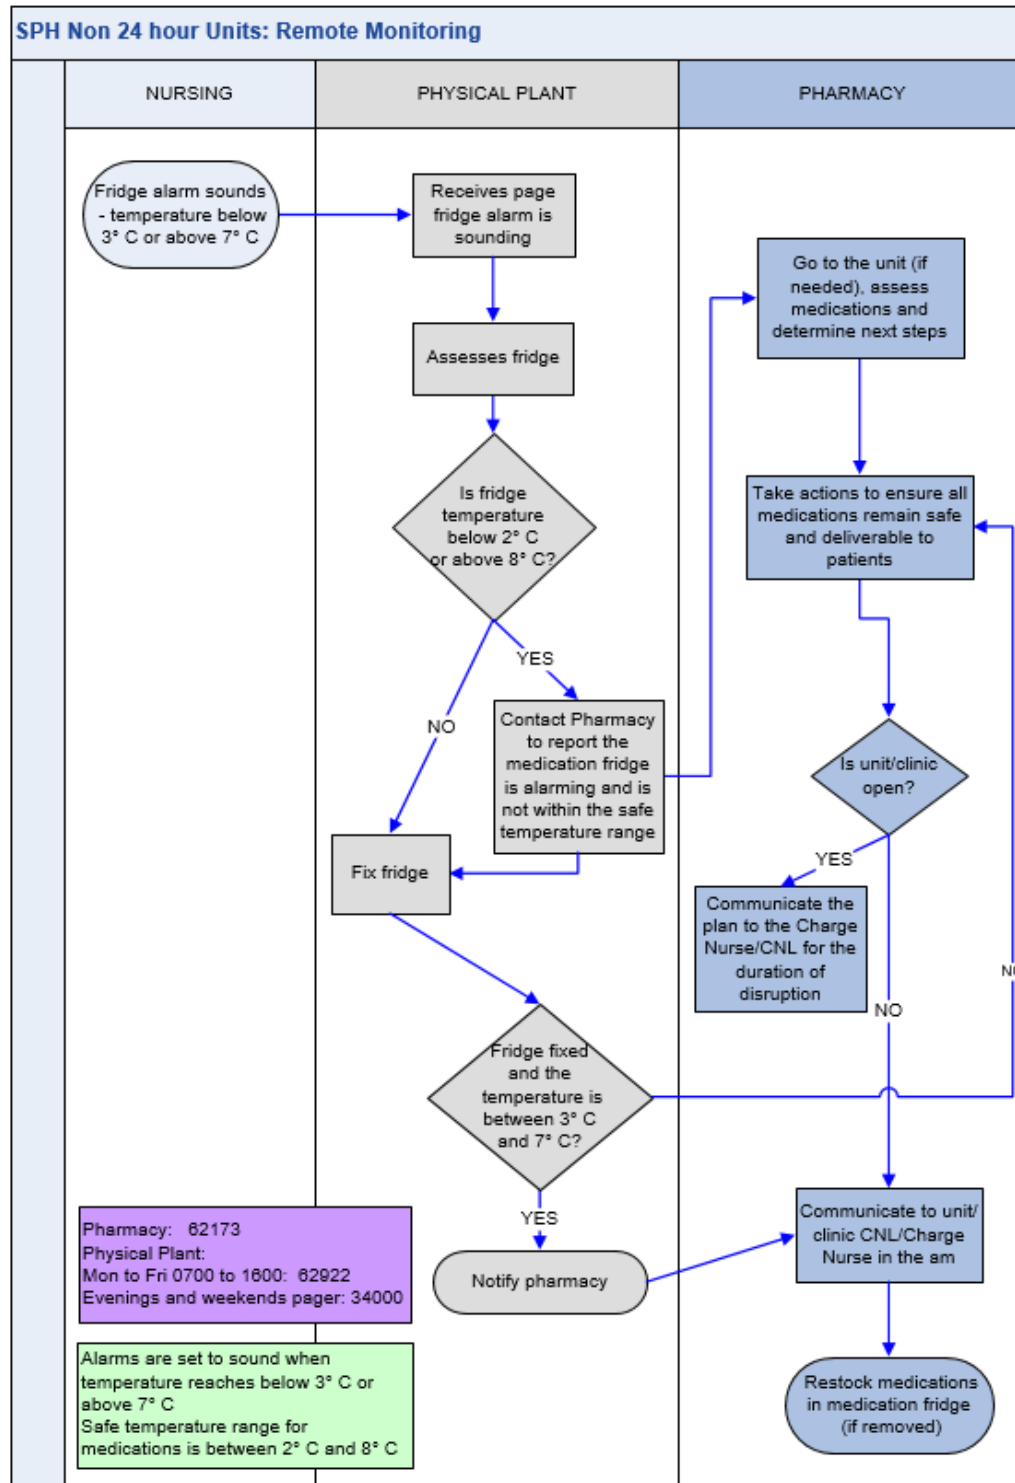 SPH Non 24 hour Units: Remote Monitoring
NURSING
PHYSICAL PLANT
PHARMACY
Fridge alarm sounds
- temperature below
3° C or above 7° C
Receives page
fridge alarm is
sounding
Go to the unit (if
needed), assess
medications and
determine next steps
Assesses fridge
Is fridge
temperature
below 2° C
or above 8° C?
Take actions to ensure all
medications remain safe
and deliverable to
patients
YES
NO
Contact Pharmacy
to report the
medication fridge
is alarming and is
not within the safe
temperature range
Is unit/clinic
open?
Fix fridge
YES
Communicate the
plan to the Charge
Nurse/CNL for the
duration of
disruption
NO
NO
Fridge fixed
and the
temperature is
between 3° C
and 7° C?
YES
Notify pharmacy
Communicate to unit/
clinic CNL/Charge
Nurse in the am
Restock medications
in medication fridge
(if removed)
Pharmacy: 62173
Physical Plant:
Mon to Fri 0700 to 1600: 62922
Evenings and weekends pager: 34000
Alarms are set to sound when
temperature reaches below 3° C or
above 7° C
Safe temperature range for
medications is between 2° C and 8° C